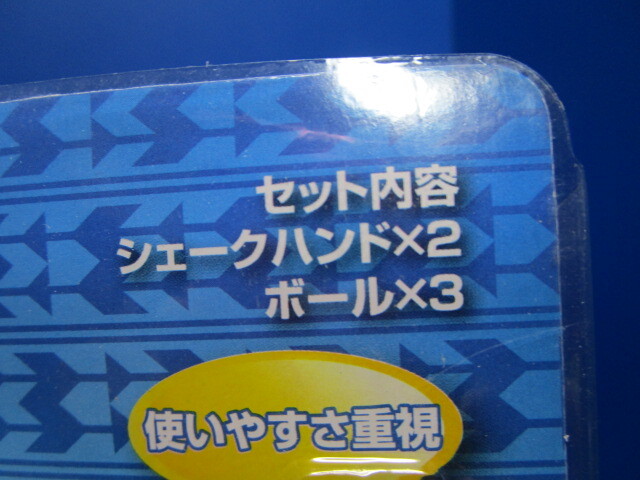 セット内容
シェークハンド×2
ボール×3
使いやすさ重視